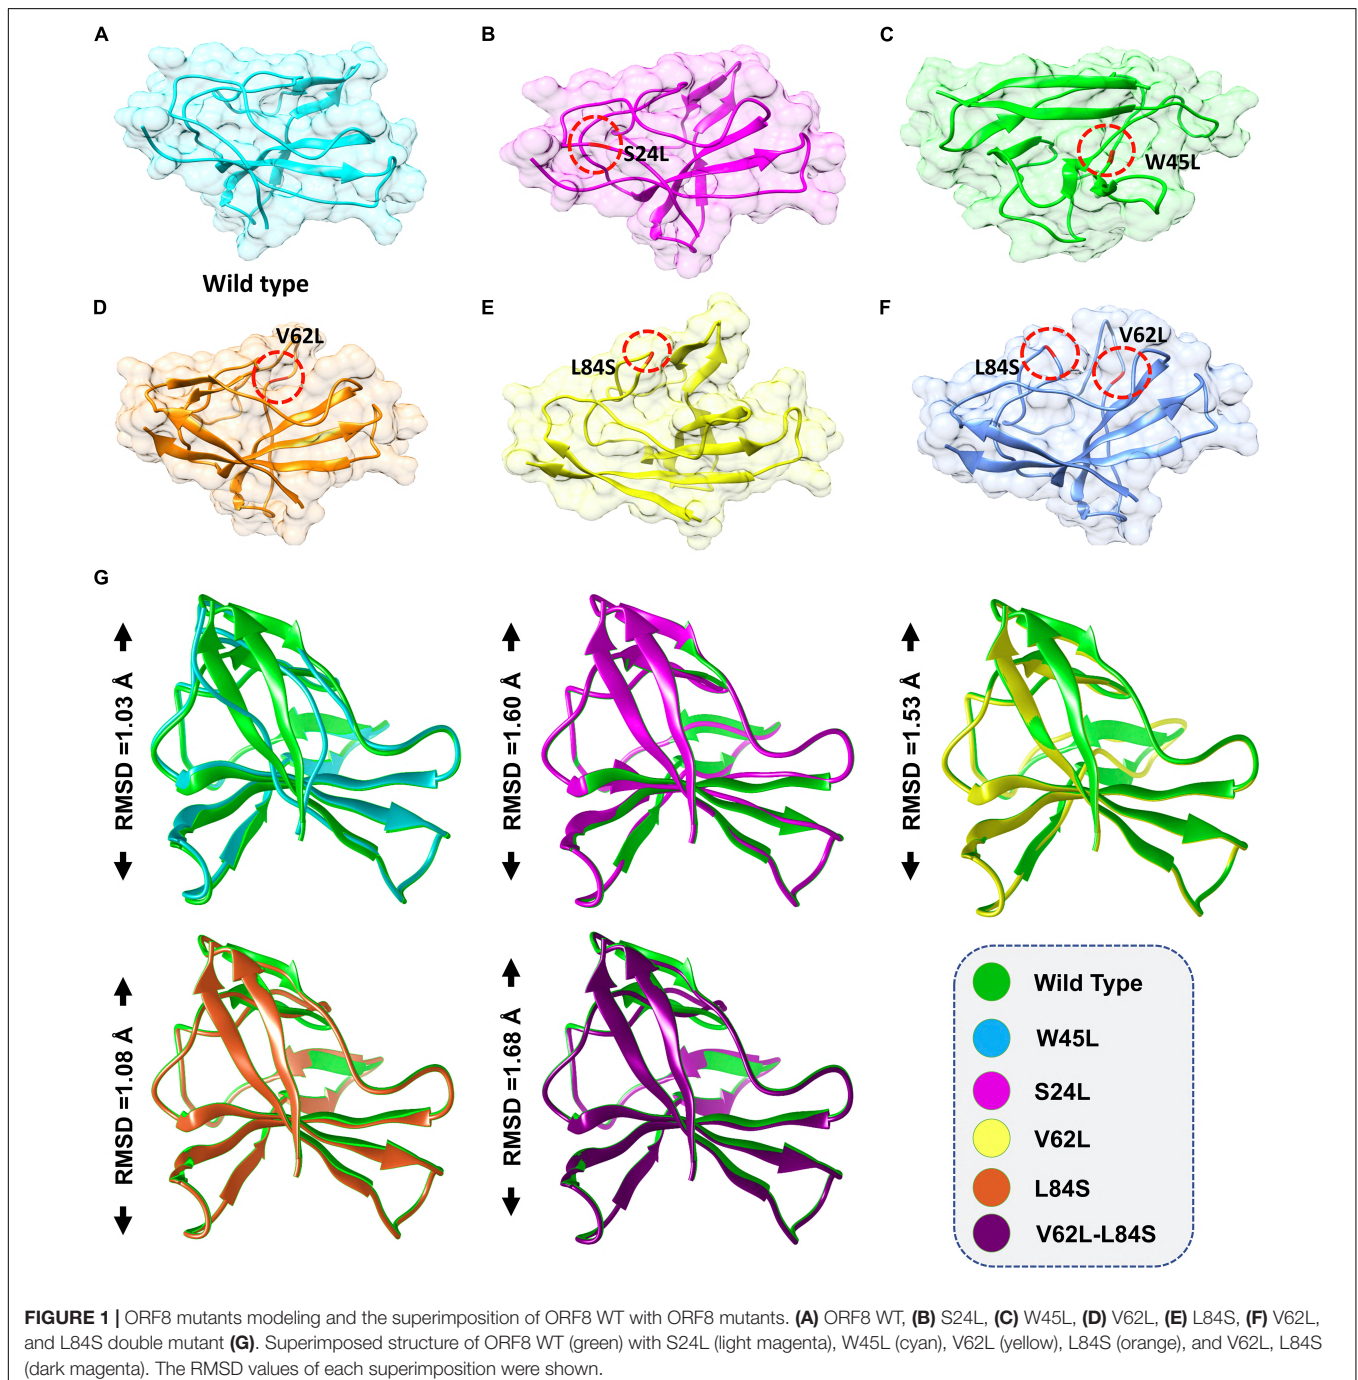 A
B
C
S24L
W45L
Wild type
D
E
F
V62L
L84S
L84S
V62L
G
RMSD =1.03 Å
RMSD =1.60 Å
RMSD =1.53 Å
RMSD =1.08 Å
RMSD =1.68 Å
Wild Type
W45L
S24L
V62L
L84S
V62L-L84S
FIGURE 1 | ORF8 mutants modeling and the superimposition of ORF8 WT with ORF8 mutants. (A) ORF8 WT, (B) S24L, (C) W45L, (D) V62L, (E) L84S, (F) V62L,
and L84S double mutant (G). Superimposed structure of ORF8 WT (green) with S24L (light magenta), W45L (cyan), V62L (yellow), L84S (orange), and V62L, L84S
(dark magenta). The RMSD values of each superimposition were shown.